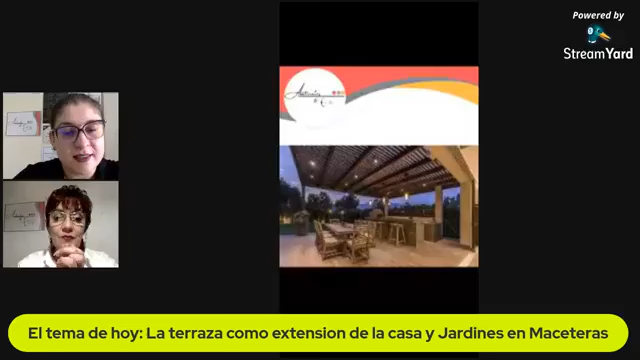 Powered by
StreamYard
El tema de hoy: La terraza como extension de la casa y Jardines en Maceteras